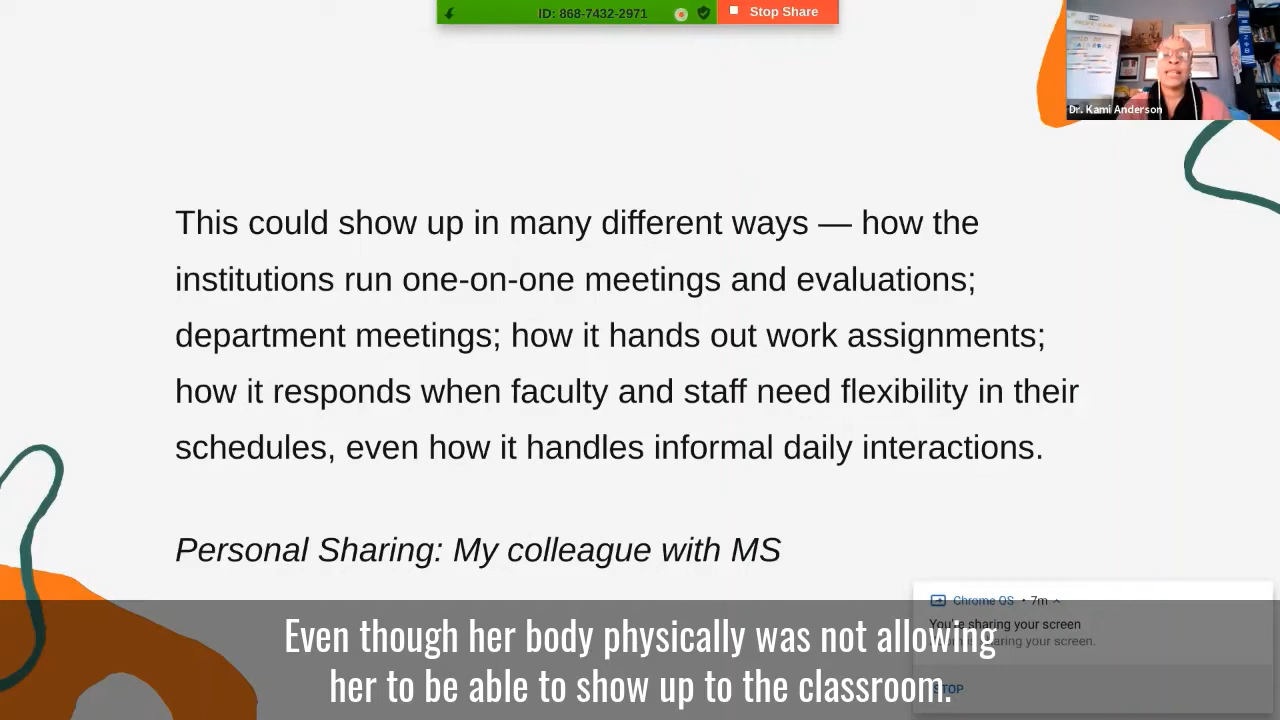 ID: 868-7432-2971
Stop Share
Dr. Kami Anderson
This could show up in many different ways — how the
institutions run one-on-one meetings and evaluations;
department meetings; how it hands out work assignments;
how it responds when faculty and staff need flexibility in their
schedules, even how it handles informal daily interactions.
Personal Sharing: My colleague with MS
Chrome OS • 7m
You're sharing your screen
sharing your screen.
STOP
Even though her body physically was not allowing
her to be able to show up to the classroom.